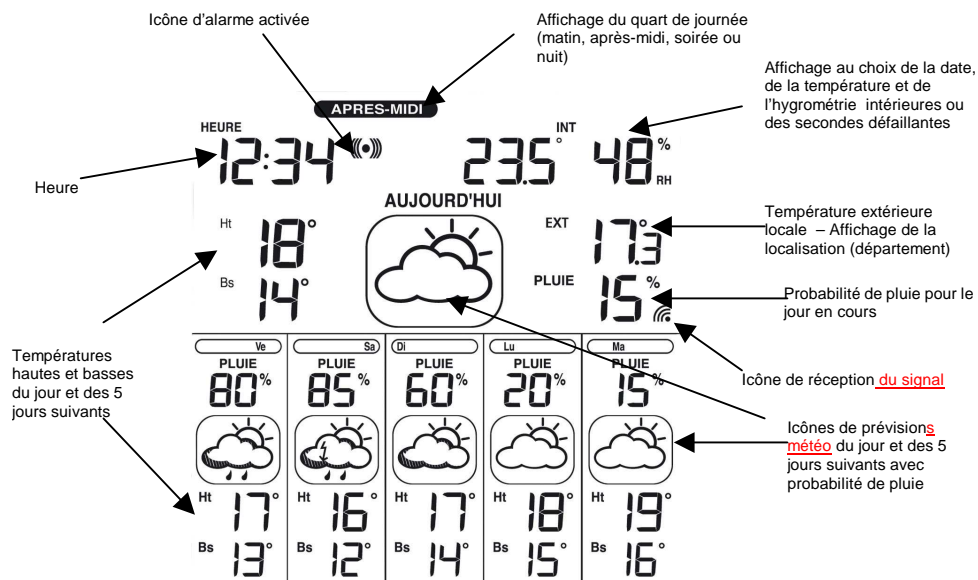 Icône d'alarme activée
Affichage du quart de journée
(matin, après-midi, soirée ou
nuit)
Affichage au choix de la date,
de la température et de
l'hygrométrie intérieures ou
des secondes défaillantes
APRES-MIDI
HEURE
12:34
INT
23.5°
48%
RH
Heure
AUJOURD'HUI
Ht
18°
Bs
14°
EXT
17.3°
PLUIE
15%
Température extérieure
locale – Affichage de la
localisation (département)
Probabilité de pluie pour le
jour en cours
Températures
hautes et basses
du jour et des 5
jours suivants
Icône de réception du signal
Icônes de prévisions
météo du jour et des 5
jours suivants avec
probabilité de pluie
Ve Sa Di Lu Ma
PLUIE PLUIE PLUIE PLUIE PLUIE
80% 85% 60% 20% 15%
Ht 17° Ht 16° Ht 17° Ht 18° Ht 19°
Bs 13° Bs 12° Bs 14° Bs 15° Bs 16°